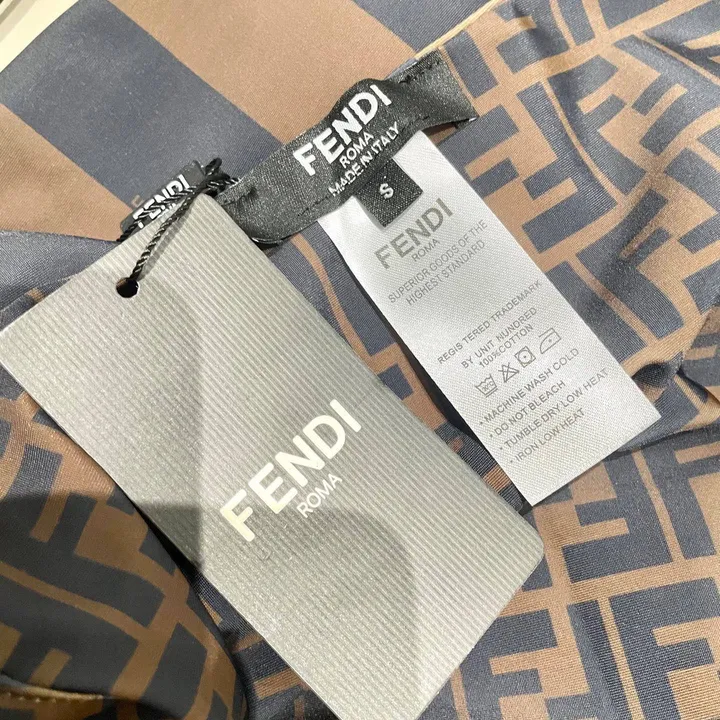 FENDI
ROMA
MADE IN ITALY
S
FENDI
FENDI
ROMA
SUPERIOR GOODS OF THE
HIGHEST STANDARD
REGIS TERED TRADEMARK
BY UNIT NUNDRED
100%COTTON
• MACHINE WASH COLD
• DO NOT BLEACH
• TUMBLE DRY LOW HEAT
• IRON LOW HEAT
FENDI
ROMA